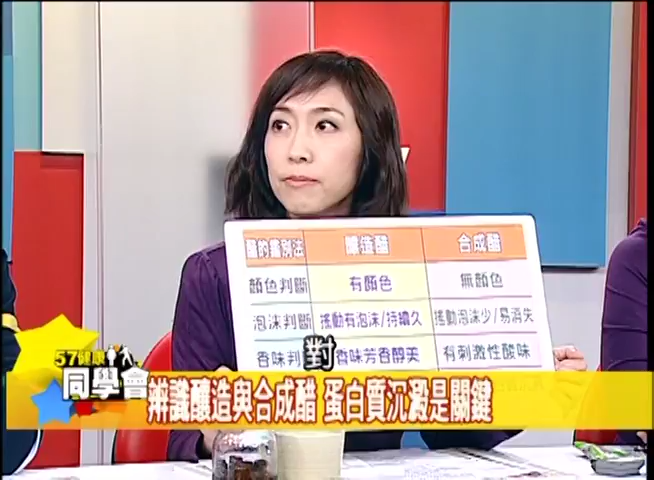 醋的鑑別法 釀造醋 合成醋
顏色判斷 有顏色 無顏色
泡沫判斷 搖動有泡沫/持續久 搖動泡沫少/易消失
香味判 香味芳香醇美 有刺激性酸味
對
57健康
同學會
辨識釀造與合成醋 蛋白質沉澱是關鍵